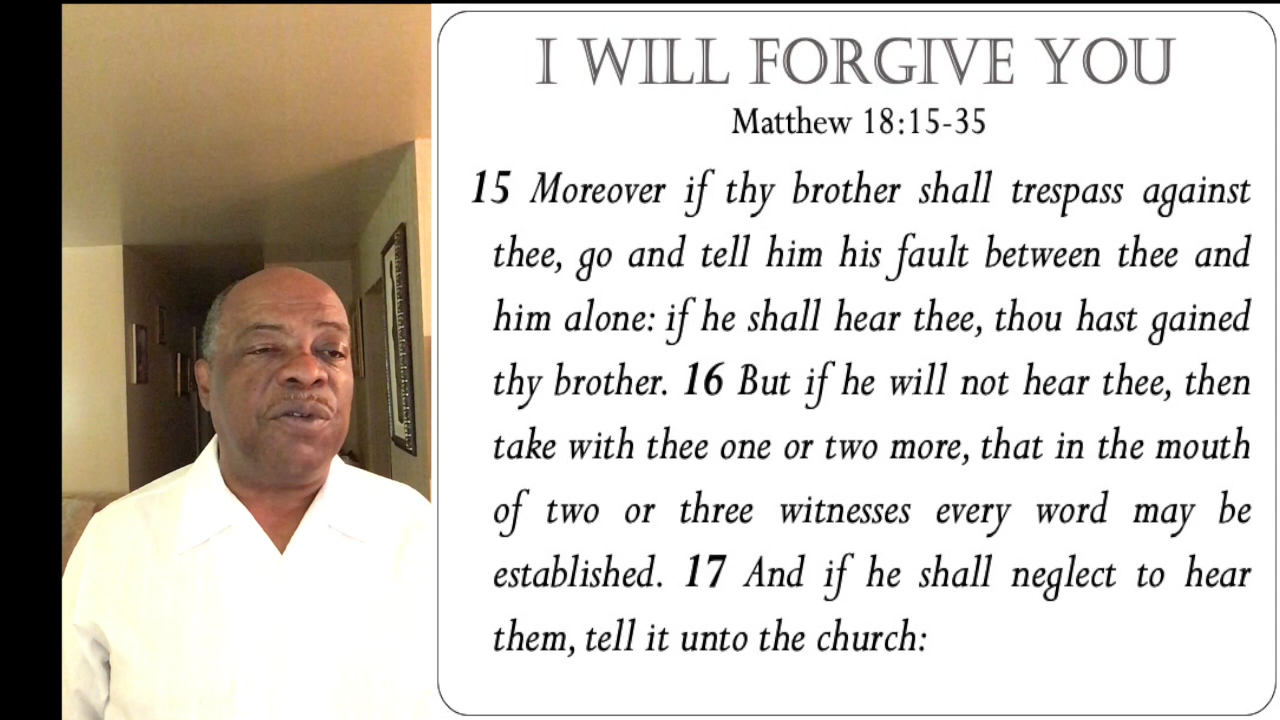 I WILL FORGIVE YOU
Matthew 18:15-35
15 Moreover if thy brother shall trespass against
thee, go and tell him his fault between thee and
him alone: if he shall hear thee, thou hast gained
thy brother. 16 But if he will not hear thee, then
take with thee one or two more, that in the mouth
of two or three witnesses every word may be
established. 17 And if he shall neglect to hear
them, tell it unto the church: